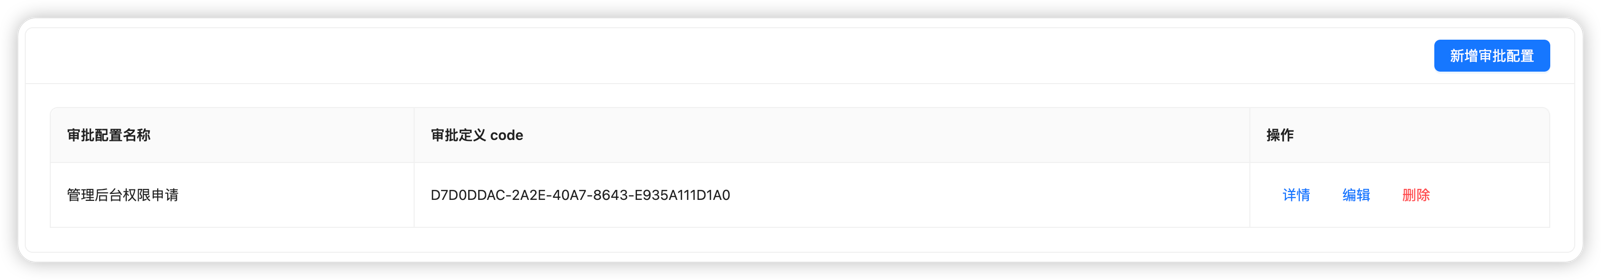 新增审批配置
审批配置名称 审批定义 code 操作
管理后台权限申请 D7D0DDAC-2A2E-40A7-8643-E935A111D1A0 详情 编辑 删除